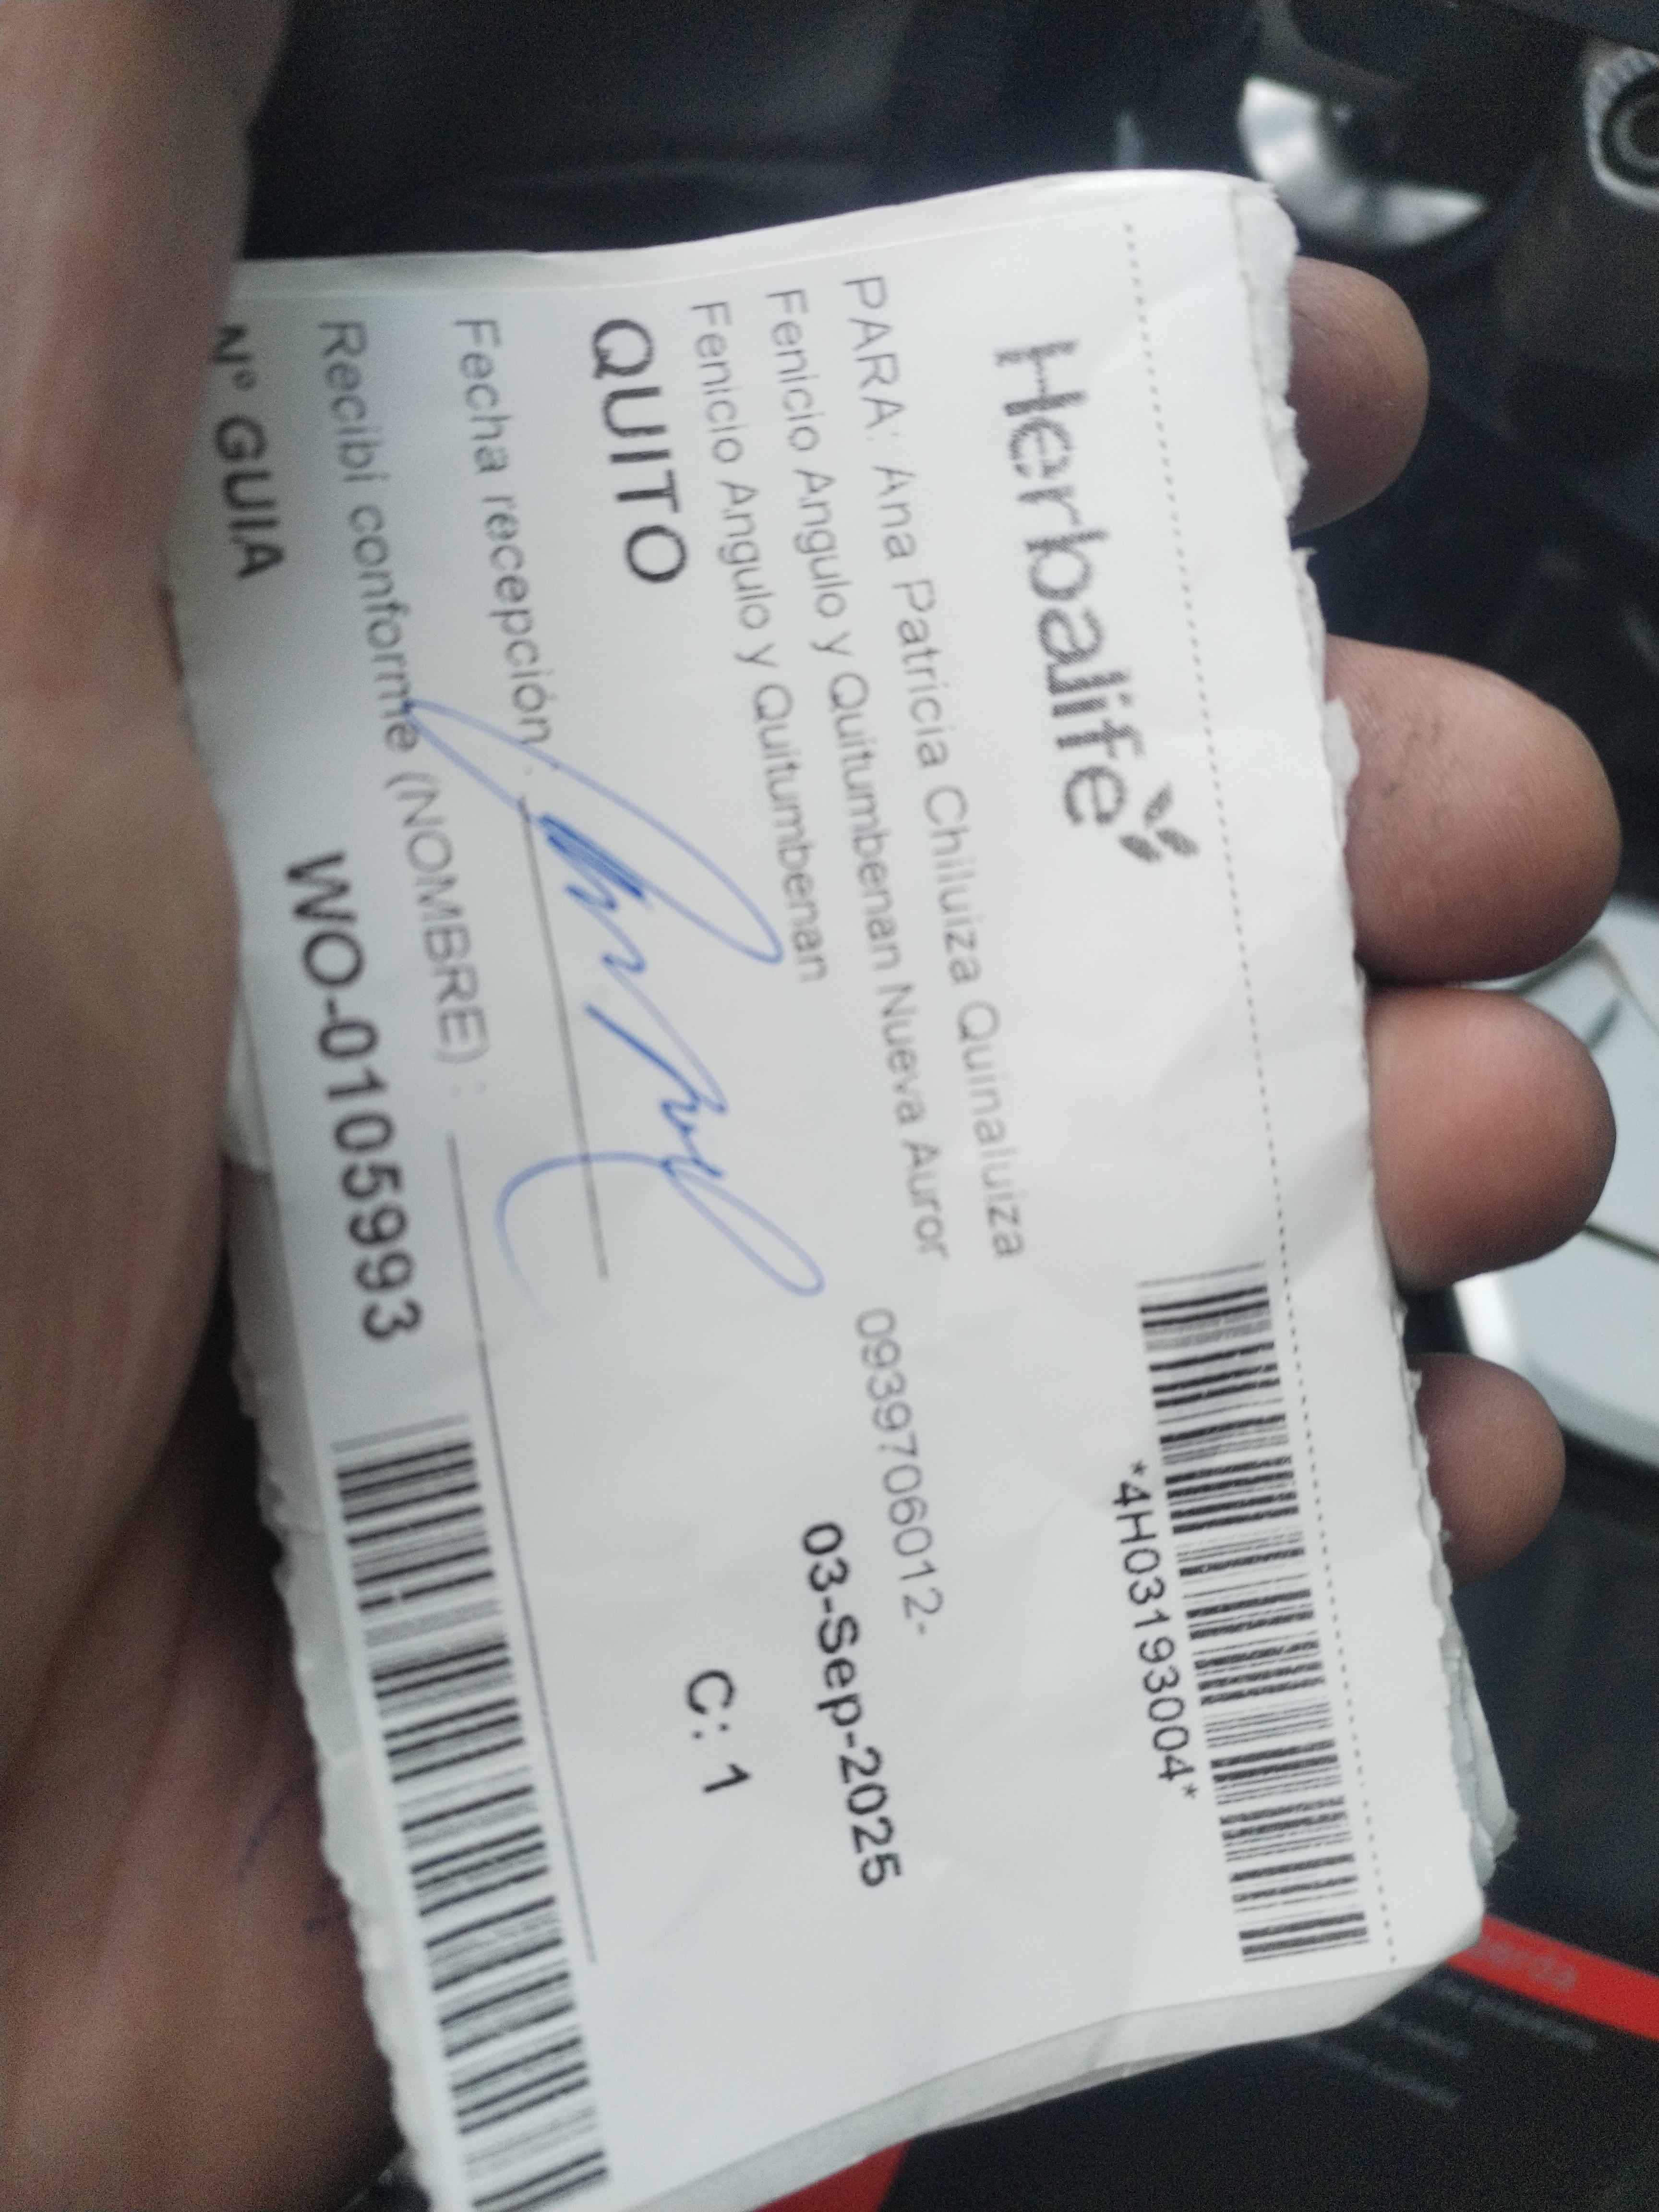 Herbalife
*4H03193004*
PARA: Ana Patricia Chiluiza Quinaluiza
Fenicio Angulo y Quitumbenan Nueva Auror
0939706012-
Fenicio Angulo y Quitumbenan
03-Sep-2025
QUITO
C: 1
Fecha recepción :
Recibi conforme (NOMBRE) :
Nº GUIA
WO-01059993